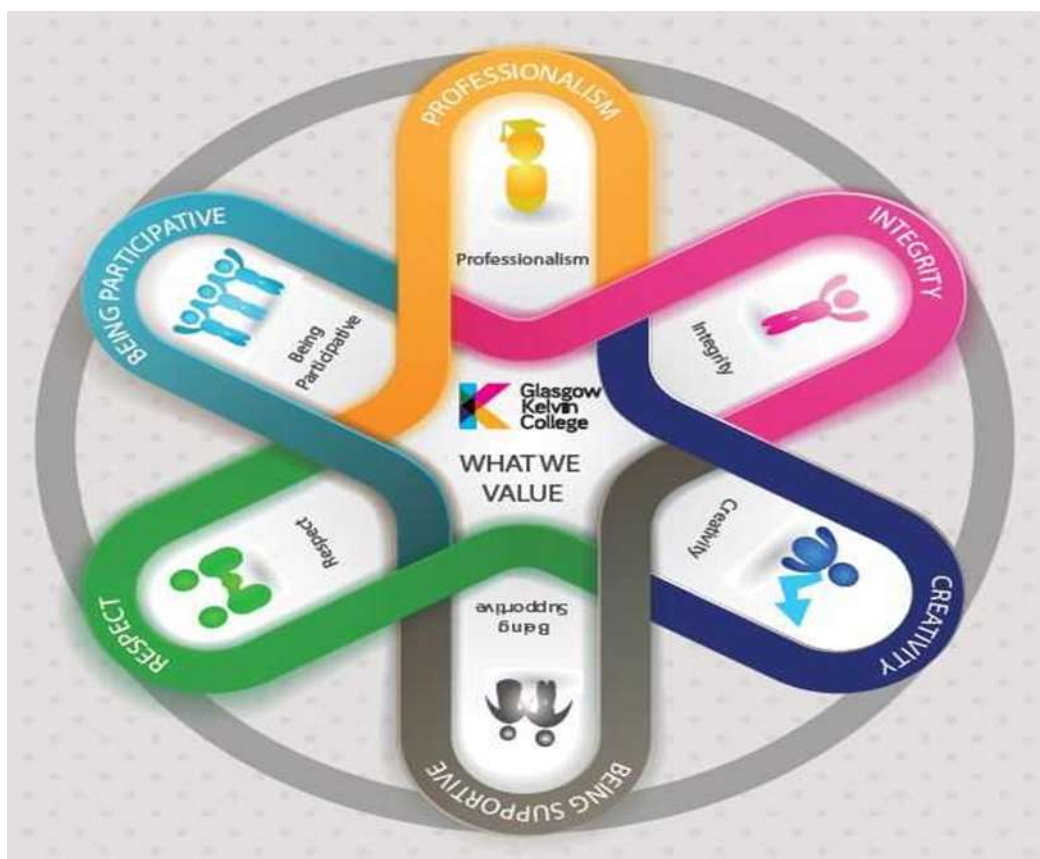 PROFESSIONALISM
Professionalism
INTEGRITY
Integrity
CREATIVITY
Creativity
BEING SUPPORTIVE
Being
Supportive
RESPECT
Respect
BEING PARTICIPATIVE
Being
Participative
Glasgow
Kelvin
College
WHAT WE
VALUE